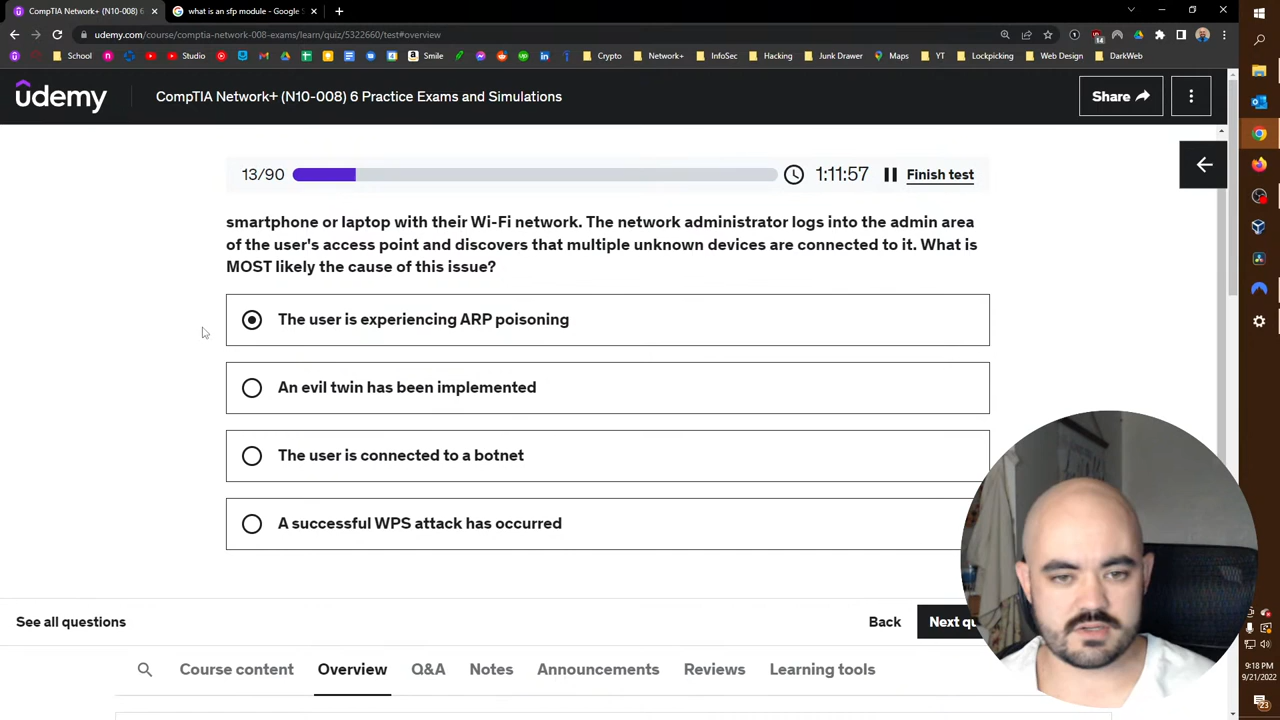 CompTIA Network+ (N10-008) 6 P
what is an sfp module - Google S
udemy.com/course/comptia-network-008-exams/learn/quiz/5322660/test#overview
School
Studio
Smile
Crypto
Network+
InfoSec
Hacking
Junk Drawer
Maps
YT
Lockpicking
Web Design
DarkWeb
14
udemy
CompTIA Network+ (N10-008) 6 Practice Exams and Simulations
Share
13/90
1:11:57
Finish test
smartphone or laptop with their Wi-Fi network. The network administrator logs into the admin area
of the user's access point and discovers that multiple unknown devices are connected to it. What is
MOST likely the cause of this issue?
The user is experiencing ARP poisoning
An evil twin has been implemented
The user is connected to a botnet
A successful WPS attack has occurred
See all questions
Back
Next qu
Course content
Overview
Q&A
Notes
Announcements
Reviews
Learning tools
9:18 PM
9/21/2022
23